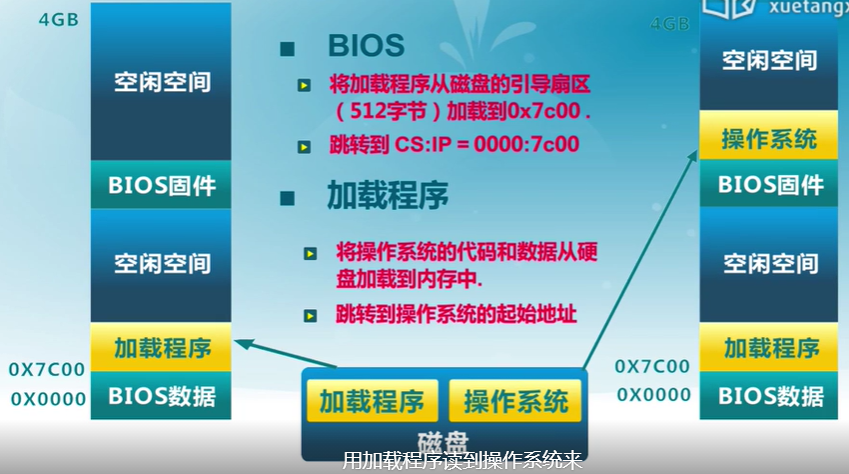 4GB
空闲空间
BIOS固件
空闲空间
加载程序
0X7C00
BIOS数据
0X0000
■ BIOS
将加载程序从磁盘的引导扇区
（512字节）加载到0x7c00 .
跳转到 CS:IP = 0000:7c00
■ 加载程序
将操作系统的代码和数据从硬
盘加载到内存中.
跳转到操作系统的起始地址
加载程序 操作系统
磁盘
xuetangx
4GB
空闲空间
操作系统
BIOS固件
空闲空间
加载程序
0X7C00
BIOS数据
0X0000
用加载程序读到操作系统来